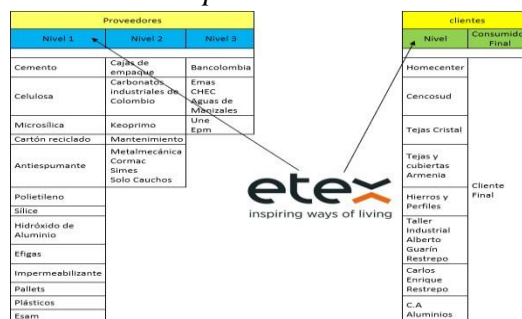 Proveedores
Nivel 1
Nivel 2
Nivel 3
Cemento
Cajas de
empaque
Bancolombia
Celulosa
Carbonatos
industriales de
Colombio
Emas
CHEC
Aguas de
Manizales
Microsílica
Keoprimo
Une
Epm
Cartón reciclado
Mantenimiento
Antiespumante
Metalmecánica
Cormac
Simes
Solo Cauchos
Polietileno
Sílice
Hidróxido de
Aluminio
Efigas
Impermeabilizante
Pallets
Plásticos
Esam
etex
inspiring ways of living
clientes
Nivel
Consumido
Final
Homecenter
Cencosud
Tejas Cristal
Tejas y
cubiertas
Armenia
Hierros y
Perfiles
Taller
Industrial
Alberto
Guarín
Restrepo
Carlos
Enrique
Restrepo
C.A
Aluminios
Cliente
Final